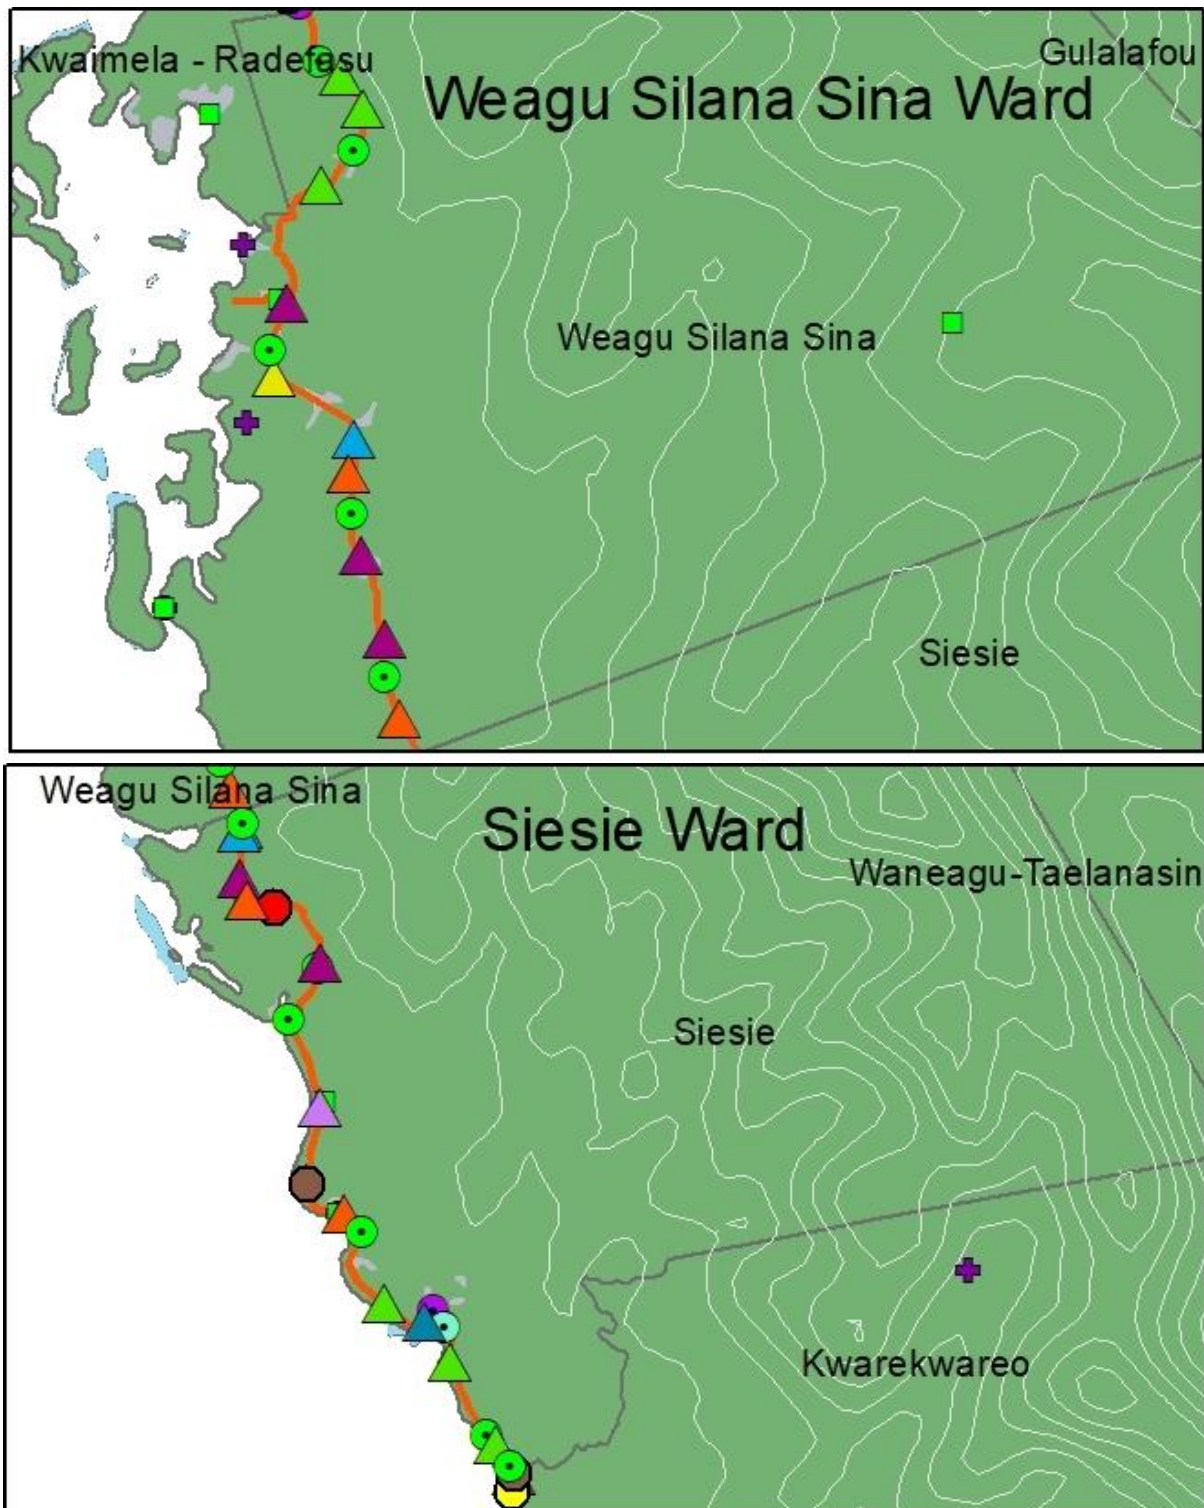 Kwaimela - Radefasu
Gulalafou
Weagu Silana Sina Ward
Weagu Silana Sina
Siesie
Weagu Silana Sina
Siesie Ward
Waneagu-Taelanasin
Siesie
Kwarekwareo